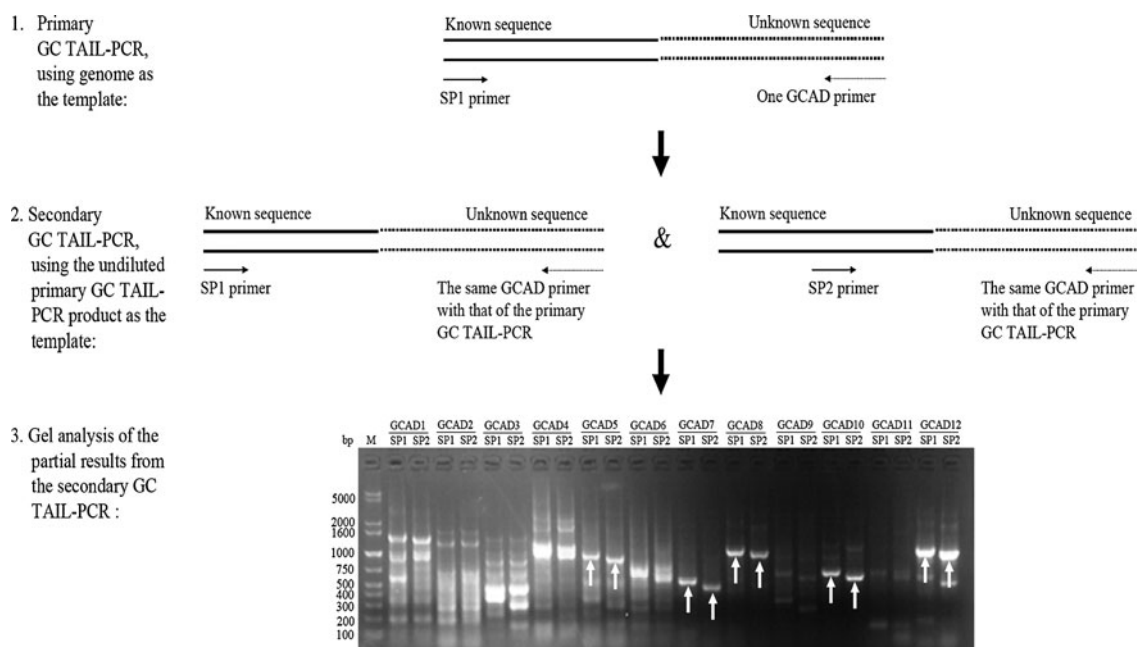 1. Primary
GC TAIL-PCR,
using genome as
the template:
Known sequence
Unknown sequence
SP1 primer
One GCAD primer
2. Secondary
GC TAIL-PCR,
using the undiluted
primary GC TAIL-
PCR product as the
template:
Known sequence
Unknown sequence
SP1 primer
The same GCAD primer
with that of the primary
GC TAIL-PCR
&
Known sequence
Unknown sequence
SP2 primer
The same GCAD primer
with that of the primary
GC TAIL-PCR
3. Gel analysis of the
partial results from
the secondary GC
TAIL-PCR :
GCAD1 GCAD2 GCAD3 GCAD4 GCAD5 GCAD6 GCAD7 GCAD8 GCAD9 GCAD10 GCAD11 GCAD12
bp M SP1 SP2 SP1 SP2 SP1 SP2 SP1 SP2 SP1 SP2 SP1 SP2 SP1 SP2 SP1 SP2 SP1 SP2 SP1 SP2 SP1 SP2 SP1 SP2
5000
2000
1600
1000
750
500
400
300
200
100